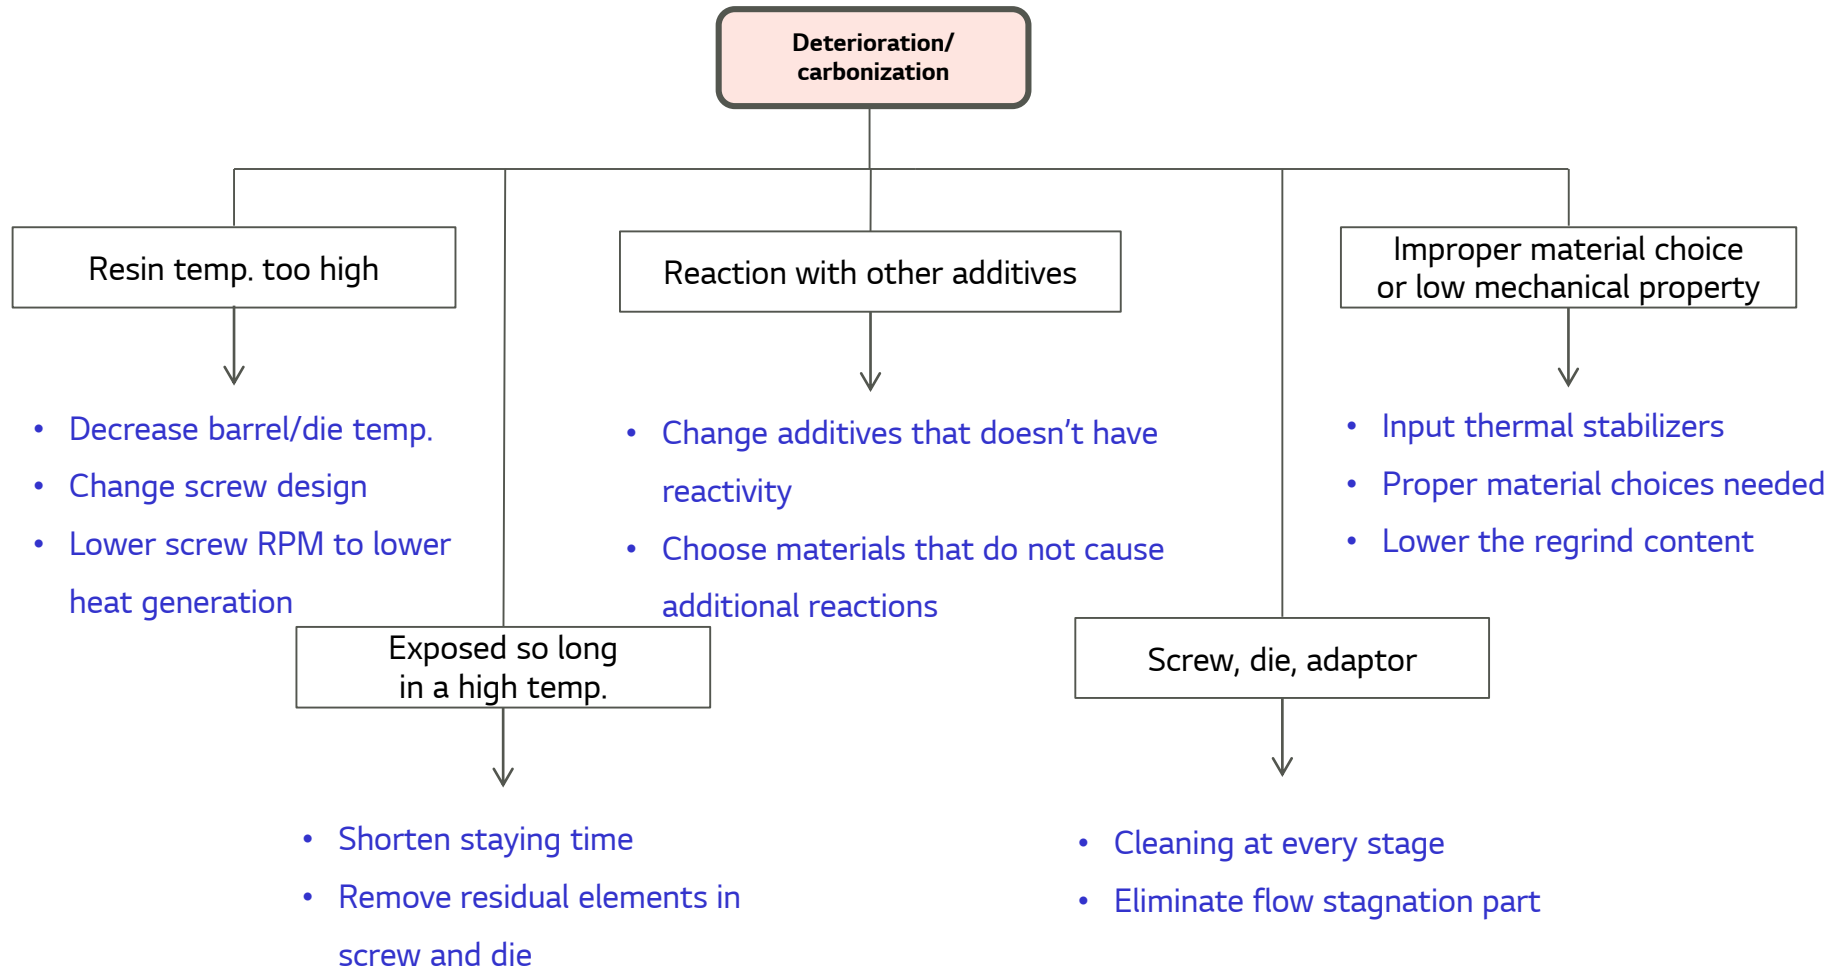 Deterioration/
carbonization
Resin temp. too high
• Decrease barrel/die temp.
• Change screw design
• Lower screw RPM to lower
heat generation
Exposed so long
in a high temp.
• Shorten staying time
• Remove residual elements in
screw and die
Reaction with other additives
• Change additives that doesn’t have
reactivity
• Choose materials that do not cause
additional reactions
Screw, die, adaptor
• Cleaning at every stage
• Eliminate flow stagnation part
Improper material choice
or low mechanical property
• Input thermal stabilizers
• Proper material choices needed
• Lower the regrind content